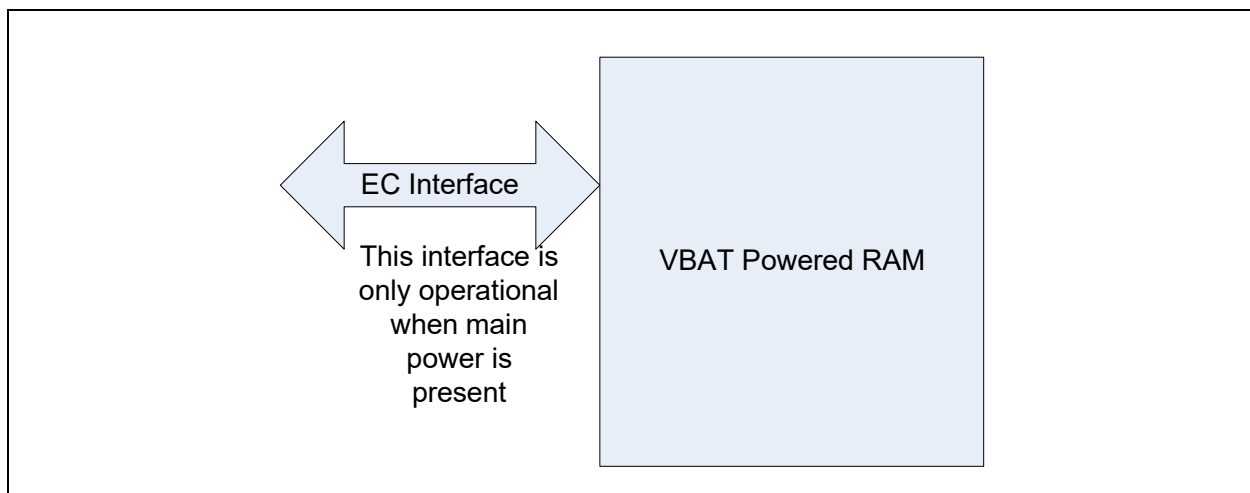 EC Interface
This interface is
only operational
when main
power is
present
VBAT Powered RAM